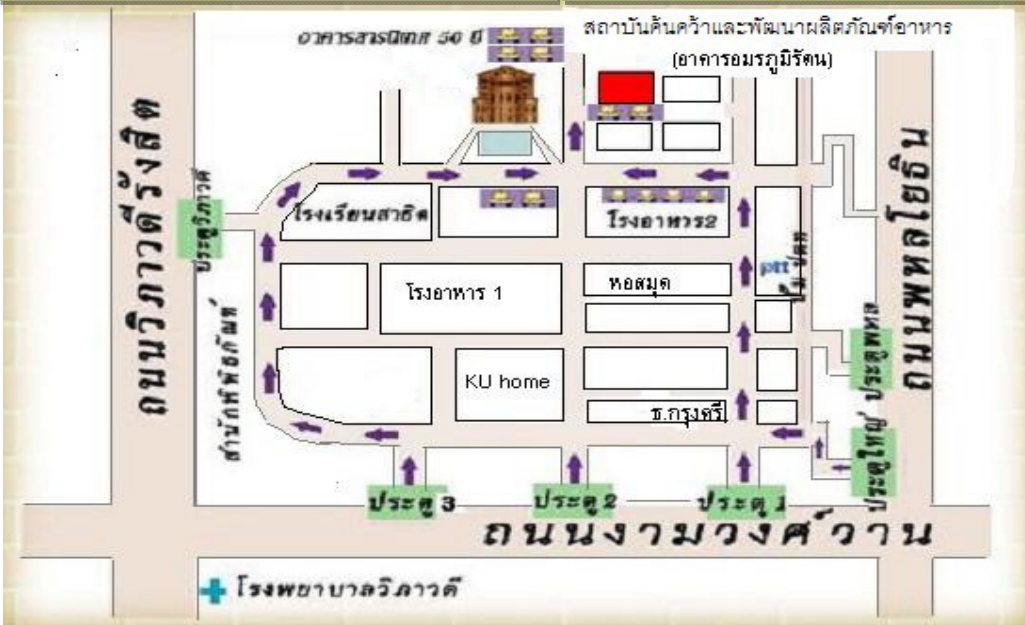 สถาบันค้นคว้าและพัฒนาผลิตภัณฑ์อาหาร
(อาคารอมรภูมิรัตน)
อาคารสารนิเทศ 50 ปี
ถนนวิภาวดีรังสิต
ประตูวิภาวดี
โรงเรียนสาธิต
โรงอาหาร2
ถนนพหลโยธิน
ptt
ปั๊ม ปตท
โรงอาหาร 1
หอสมุด
สำนักพิพิธภัณฑ์
ประตูพหล
KU home
ธ.กรุงศรี
ประตูใหญ่
ประตู 3
ประตู 2
ประตู 1
ถนนงามวงศ์วาน
โรงพยาบาลวิภาวดี